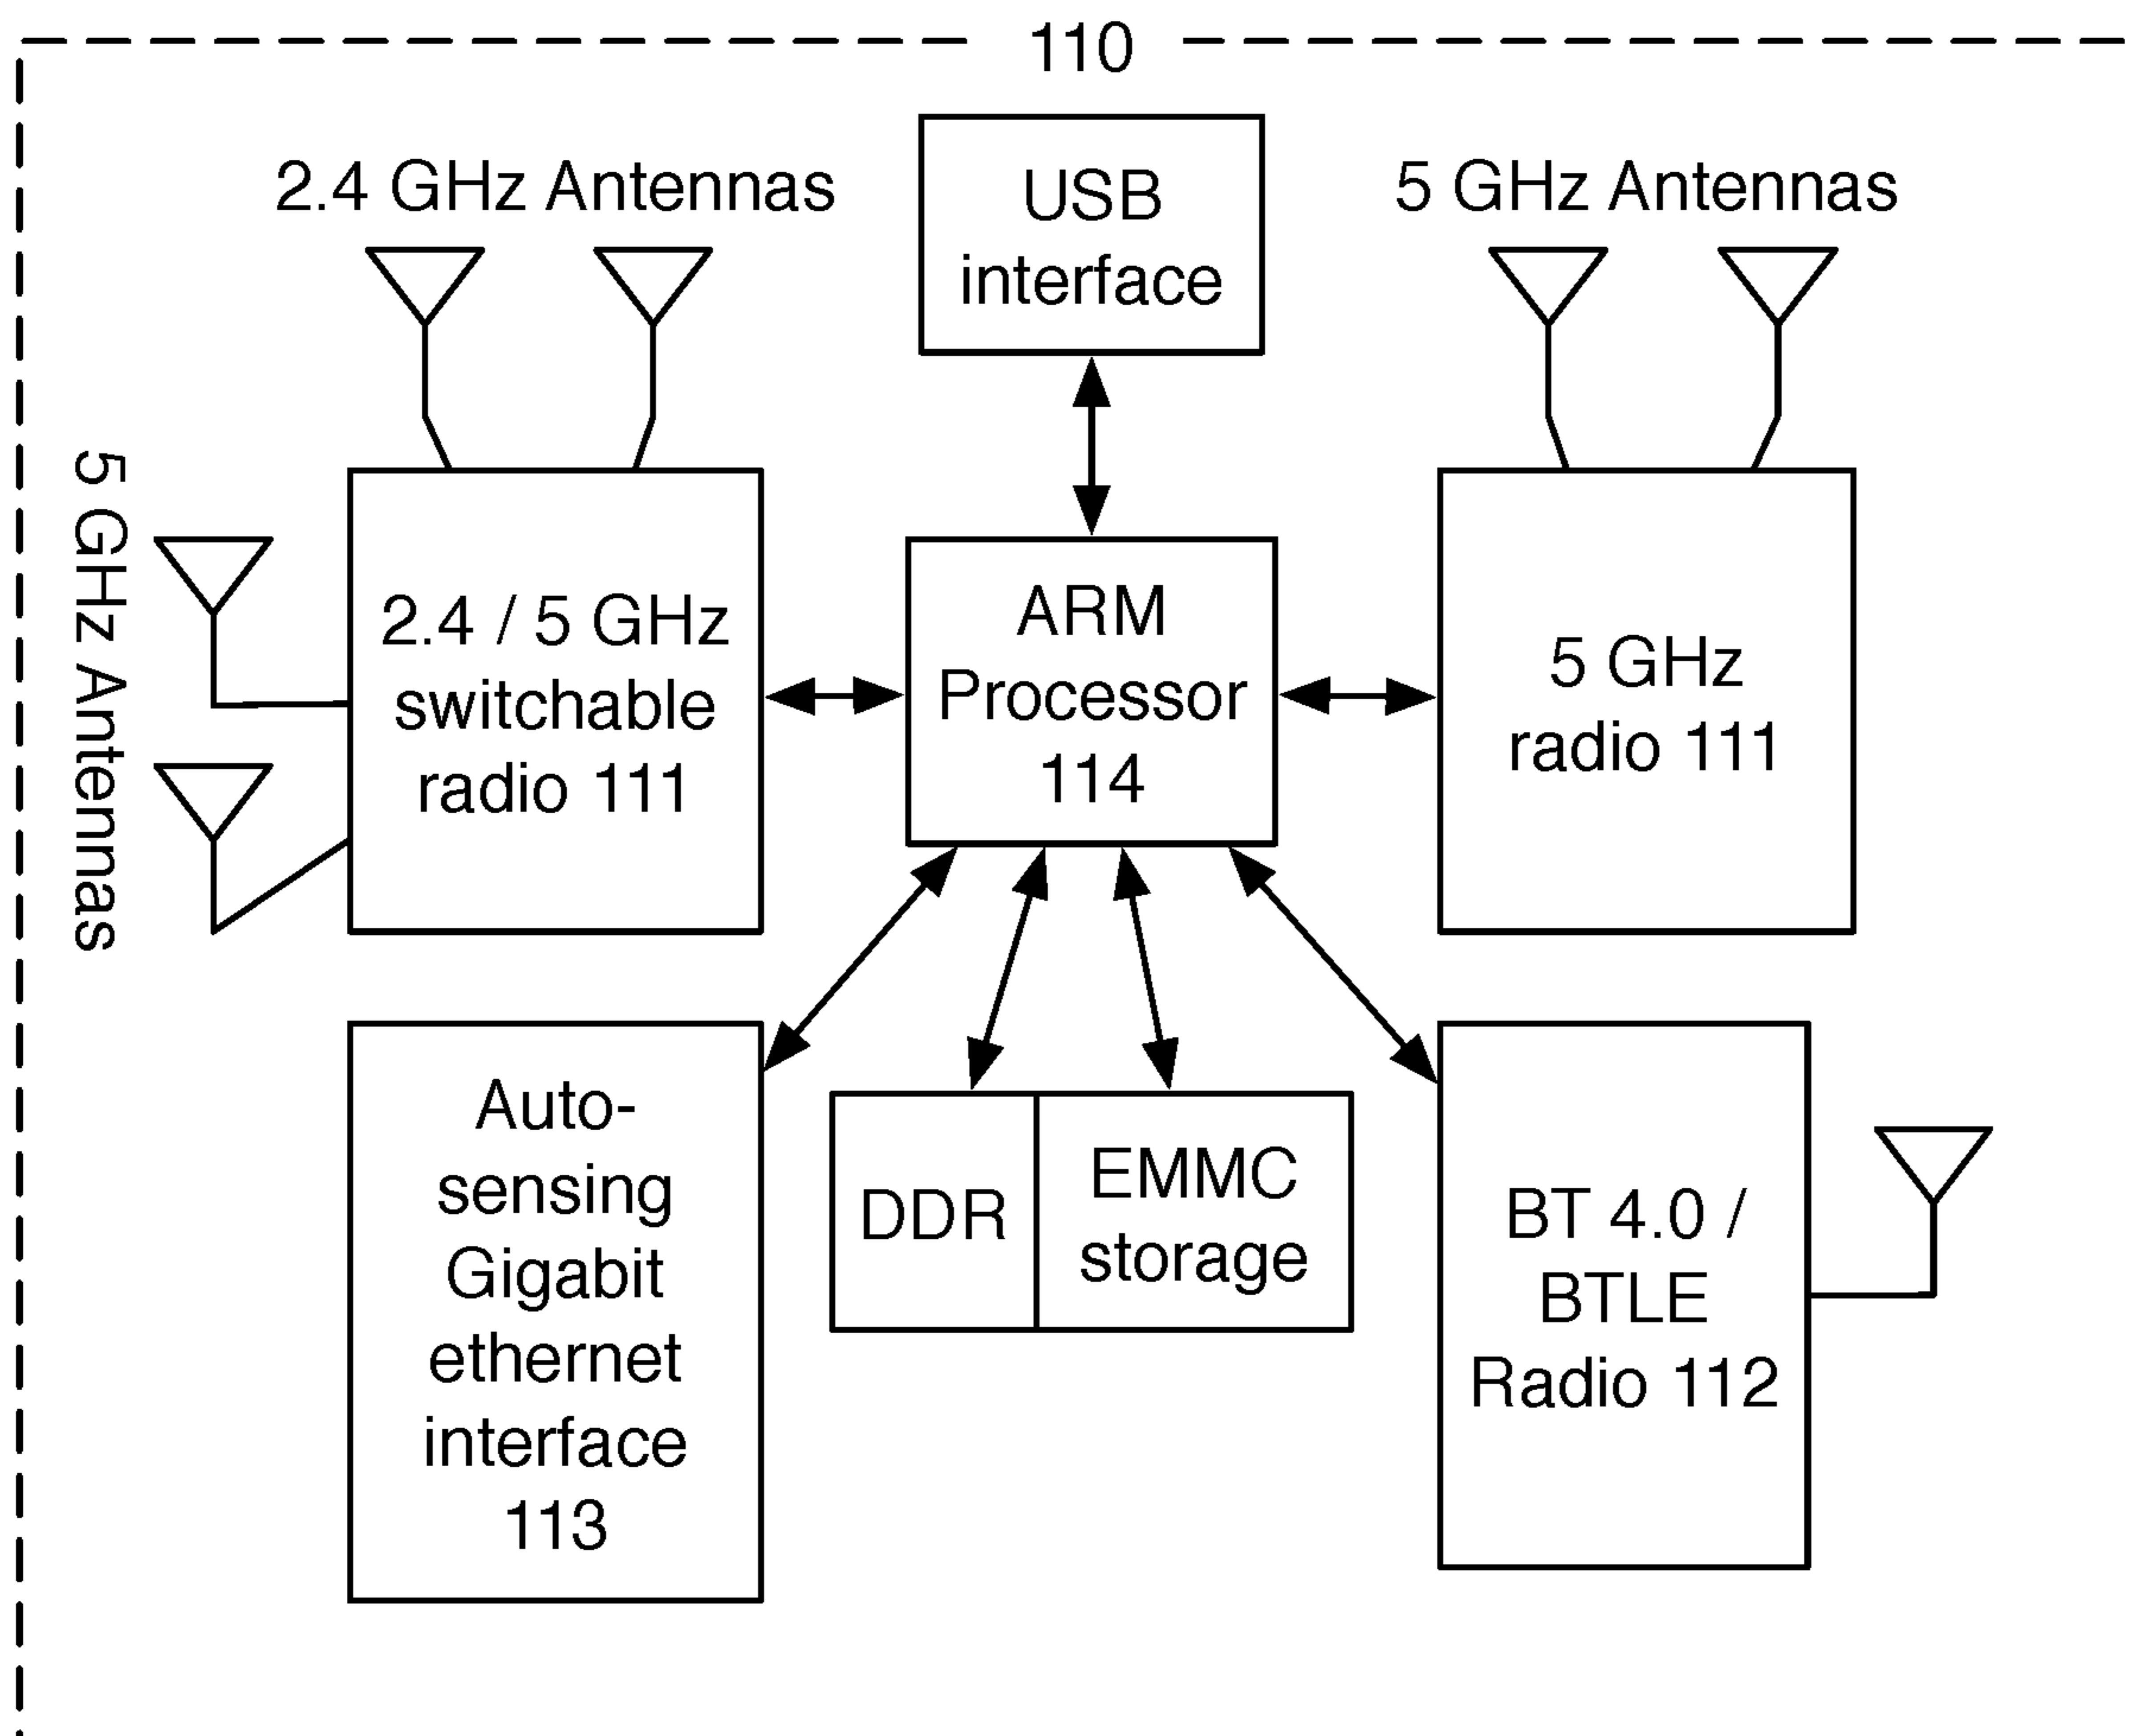 110
2.4 GHz Antennas
USB
interface
5 GHz Antennas
5 GHz Antennas
2.4 / 5 GHz
switchable
radio 111
ARM
Processor
114
5 GHz
radio 111
Auto-
sensing
Gigabit
ethernet
interface
113
DDR
EMMC
storage
BT 4.0 /
BTLE
Radio 112